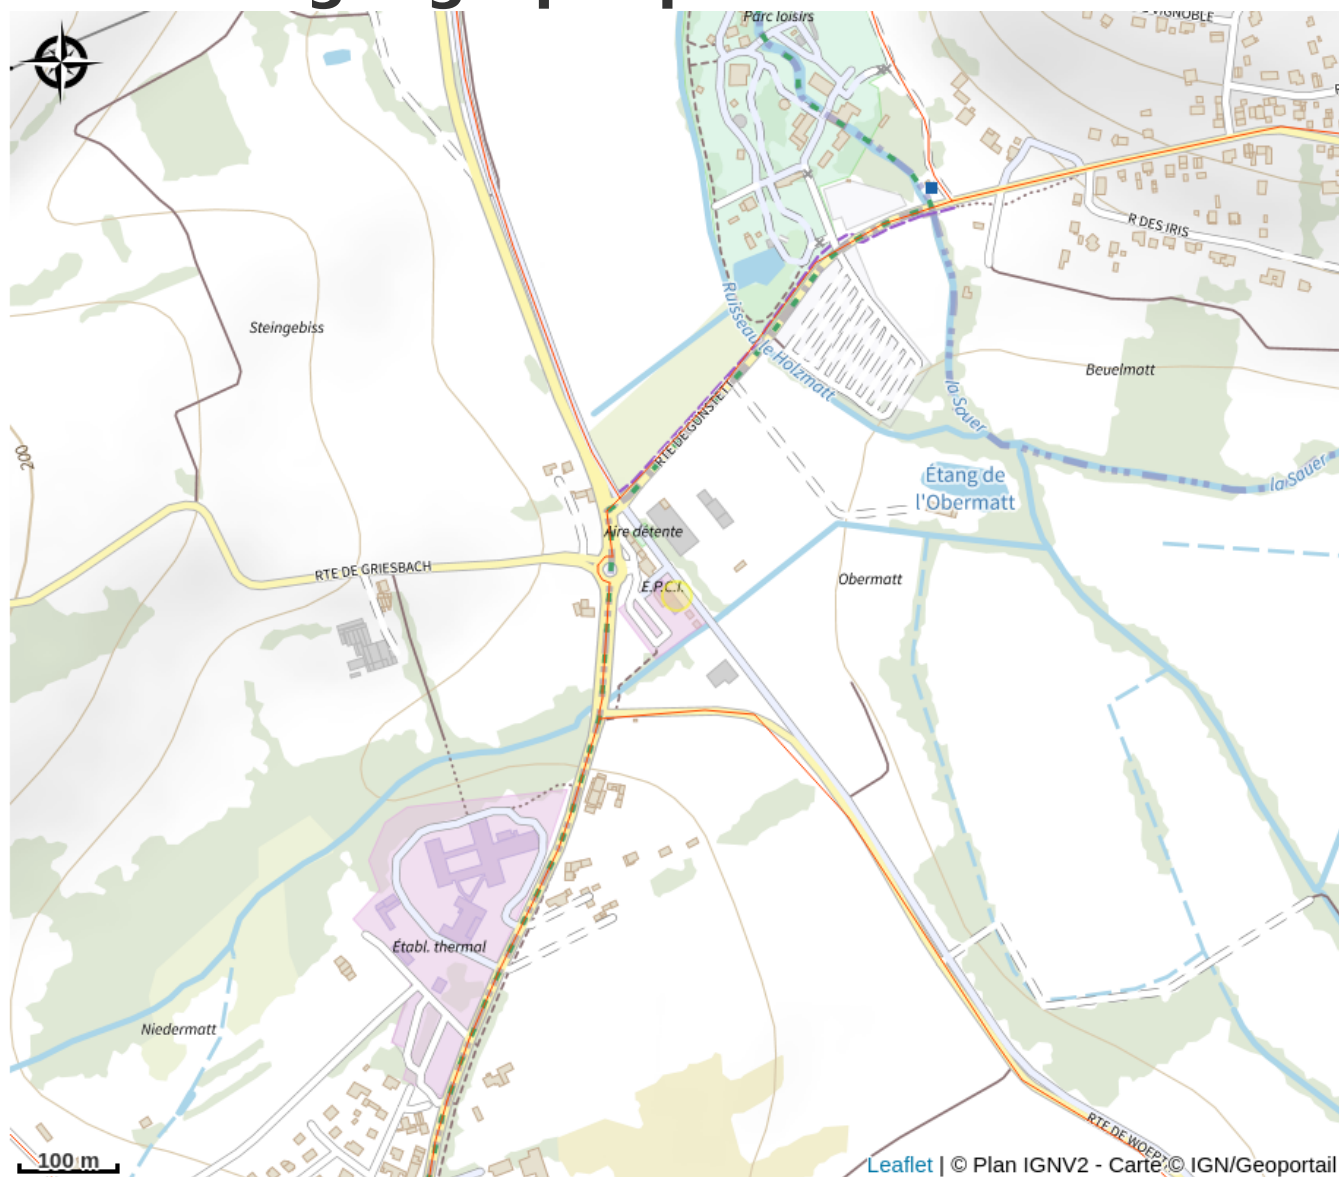 Parc loisirs
VIGNOBLE
R DES IRIS
Steingebiss
Ruisseau le Holzmatt
Beuelmatt
la Sauer
200
RTE DE GUNSTETT
Étang de
l'Obermatt
la Sauer
Aire détente
RTE DE GRIESBACH
E.P.C.I.
Obermatt
Établ. thermal
Niedermatt
RTE DE WOERT
100 m
Leaflet | © Plan IGNV2 - Carte © IGN/Geoportail